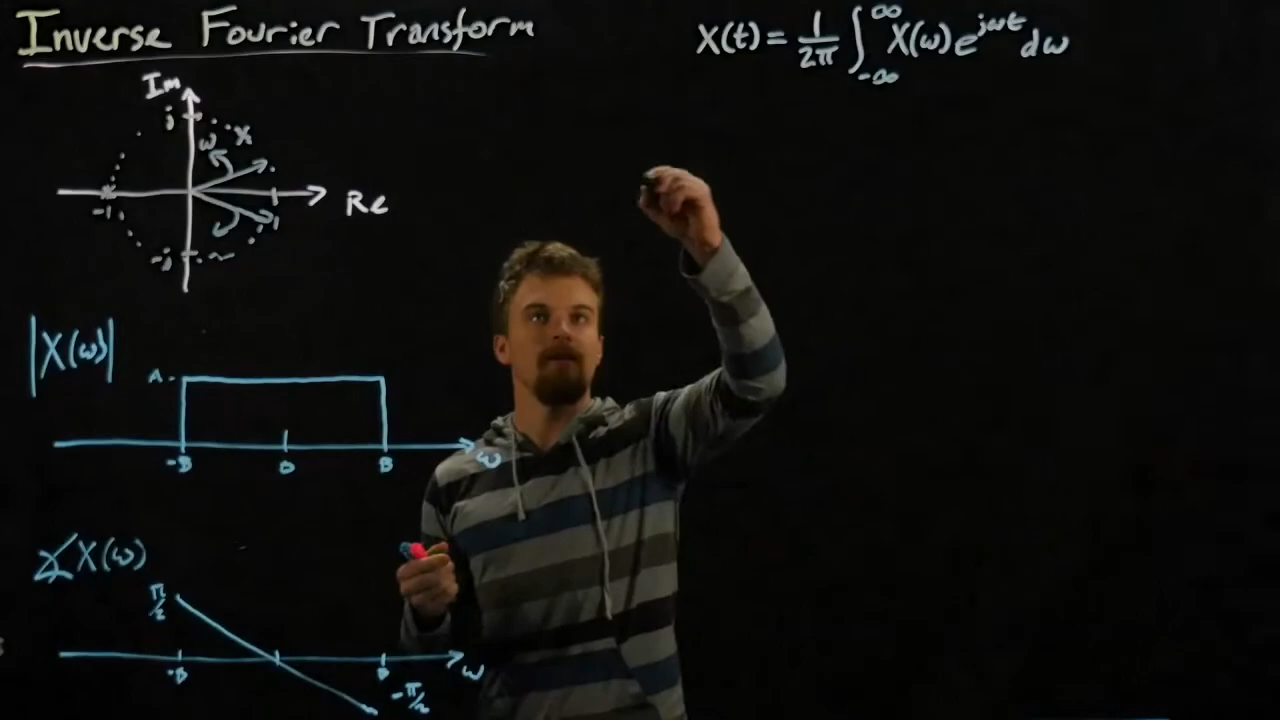 Inverse Fourier Transform
X(t) = 1/2π ∫_{-∞}^{∞} X(ω) e^{jωt} dω
Im
j
ω
-1
1
Re
-j
|X(ω)|
A
-B 0 B
ω
∡X(ω)
π/2
-B B
ω
-π/2